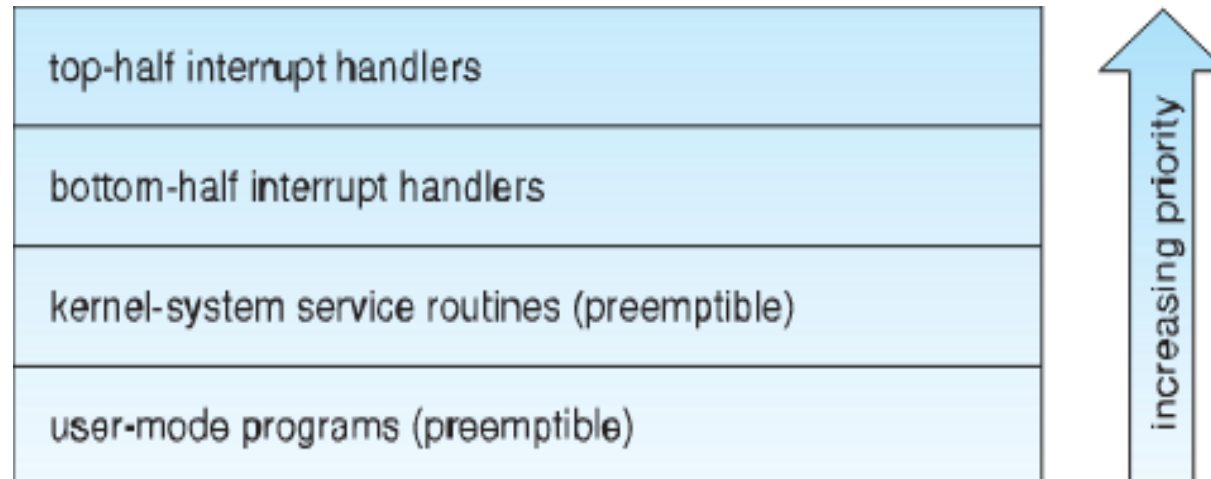 top-half interrupt handlers
bottom-half interrupt handlers
kernel-system service routines (preemptible)
user-mode programs (preemptible)
increasing priority